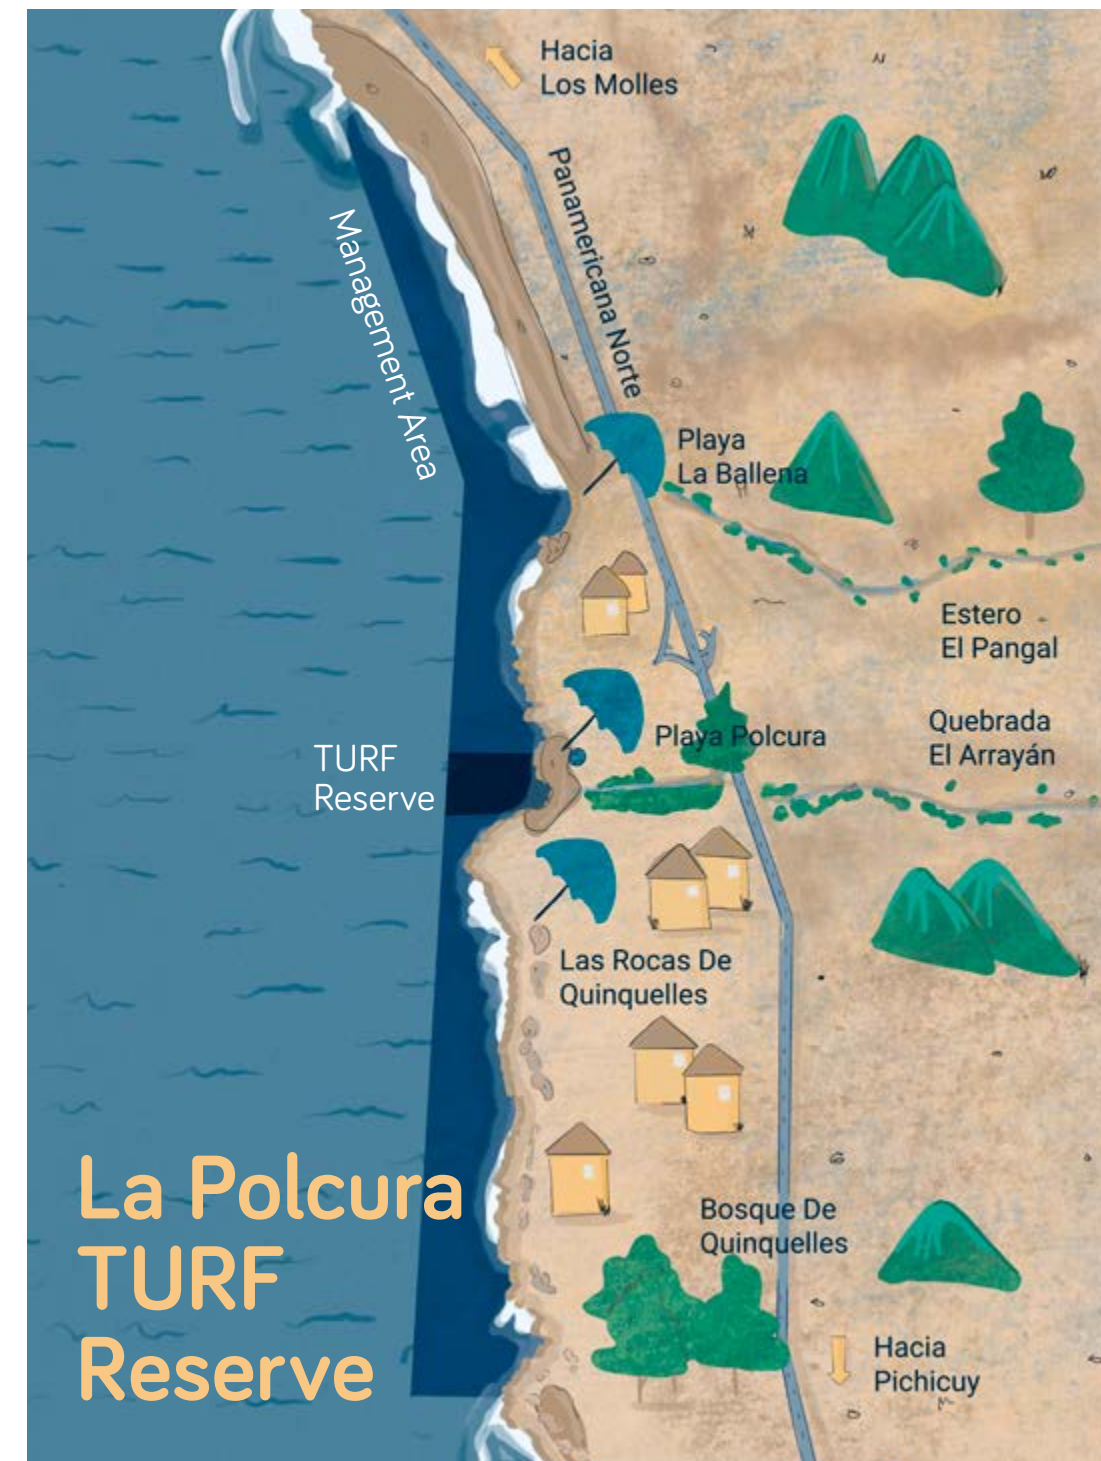 Hacia
Los Molles
Panamericana Norte
Management Area
Playa
La Ballena
Estero
El Pangal
Quebrada
El Arrayán
Playa Polcura
TURF
Reserve
Las Rocas De
Quinquelles
La Polcura
TURF
Reserve
Bosque De
Quinquelles
Hacia
Pichicuy